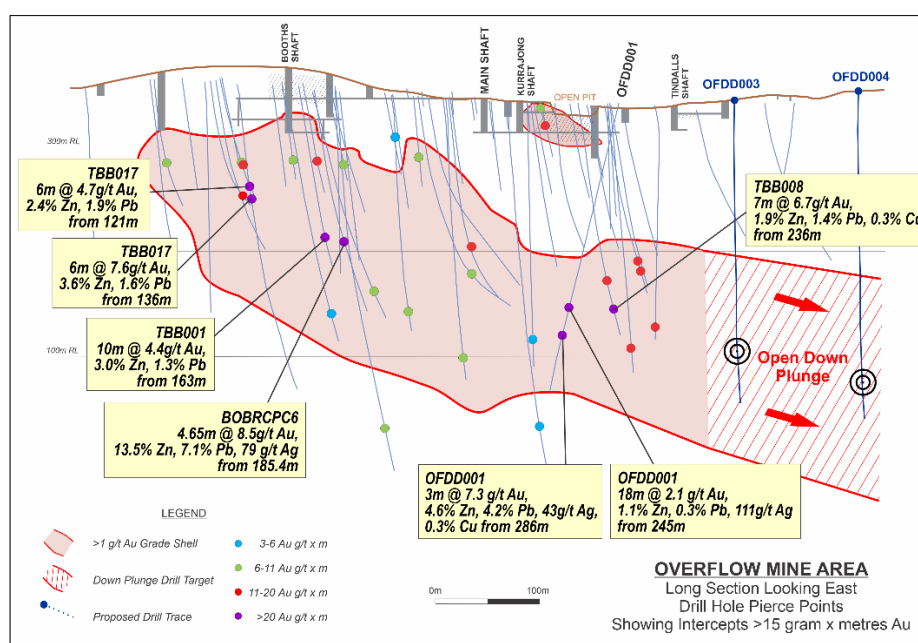 BOOTHS
SHAFT
MAIN SHAFT
KURRAJONG
SHAFT
OPEN PIT
OFDD001
TINDALLS
SHAFT
OFDD003
OFDD004
300m RL
TBB017
6m @ 4.7g/t Au,
2.4% Zn, 1.9% Pb
from 121m
TBB017
6m @ 7.6g/t Au,
3.6% Zn, 1.6% Pb
from 136m
TBB001
10m @ 4.4g/t Au,
3.0% Zn, 1.3% Pb
from 163m
BOBRCPC6
4.65m @ 8.5g/t Au,
13.5% Zn, 7.1% Pb, 79 g/t Ag
from 185.4m
TBB008
7m @ 6.7g/t Au,
1.9% Zn, 1.4% Pb, 0.3% Cu
from 236m
100m RL
Open Down
Plunge
OFDD001
3m @ 7.3 g/t Au,
4.6% Zn, 4.2% Pb, 43g/t Ag,
0.3% Cu from 286m
OFDD001
18m @ 2.1 g/t Au,
1.1% Zn, 0.3% Pb, 111g/t Ag
from 245m
LEGEND
>1 g/t Au Grade Shell
Down Plunge Drill Target
Proposed Drill Trace
3-6 Au g/t x m
6-11 Au g/t x m
11-20 Au g/t x m
>20 Au g/t x m
0m 100m
OVERFLOW MINE AREA
Long Section Looking East
Drill Hole Pierce Points
Showing Intercepts >15 gram x metres Au